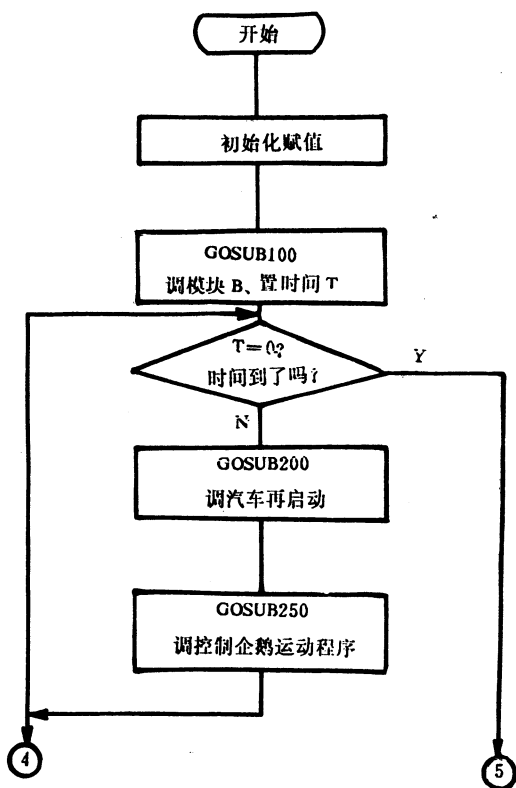 开始
初始化赋值
GOSUB100
调模块 B、置时间 T
T=0?
时间到了吗?
Y
N
GOSUB200
调汽车再启动
GOSUB250
调控制企鹅运动程序
4
5